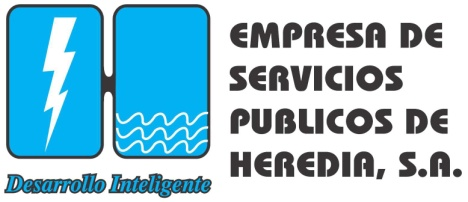 EMPRESA DE
SERVICIOS
PUBLICOS DE
HEREDIA, S.A.
Desarrollo Inteligente